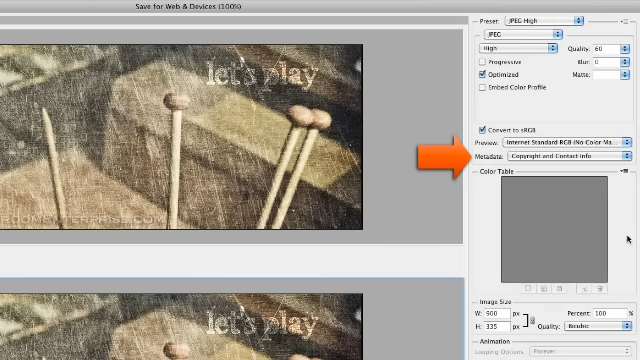 Save for Web & Devices (100%)
Preset: JPEG High
JPEG
High Quality: 60
Progressive Blur: 0
Optimized Matte:
Embed Color Profile
Convert to sRGB
Preview: Internet Standard RGB (No Color Ma...
Metadata: Copyright and Contact Info
Color Table
Image Size
W: 900 px Percent: 100 %
H: 335 px Quality: Bicubic
Animation
Looping Options: Forever
let's play
let's play